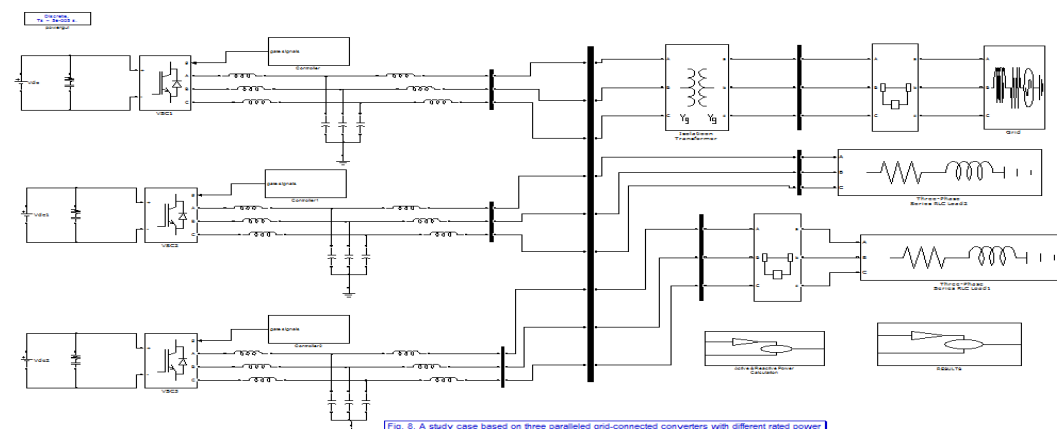 Discrete,
Ts = 5e-005 s.
powergui
Vdc
VSC1
g
A
B
C
+
-
gate signals
Controller
Vdc1
VSC2
g
A
B
C
+
-
gate signals
Controller1
Vdc2
VSC3
g
A
B
C
+
-
gate signals
Controller2
A
B
C
a
b
c
Yg
Yg
Isolation
Transformer
A
B
C
a
b
c
Grid
A
B
C
Three-Phase
Series RLC Load2
A
B
C
a
b
c
A
B
C
Three-Phase
Series RLC Load1
Active & Reactive Power
Calculation
RESULTS
Fig. 8. A study case based on three paralleled grid-connected converters with different rated power